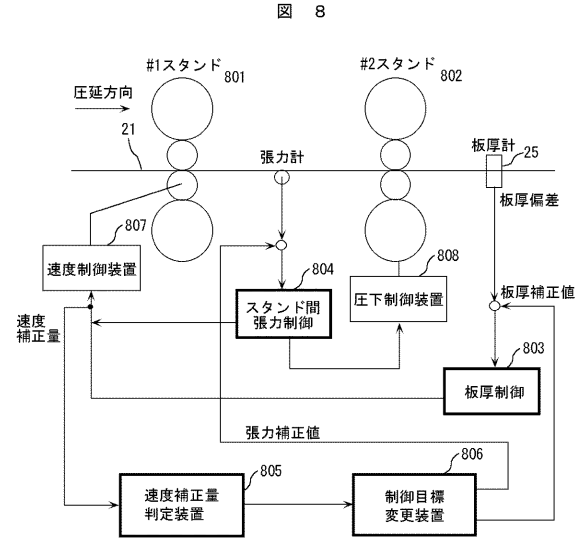 図 8
#1スタンド
801
#2スタンド
802
圧延方向
21
張力計
板厚計
25
板厚偏差
807
速度制御装置
804
スタンド間
張力制御
808
圧下制御装置
板厚補正値
速度
補正量
803
板厚制御
張力補正値
805
速度補正量
判定装置
806
制御目標
変更装置